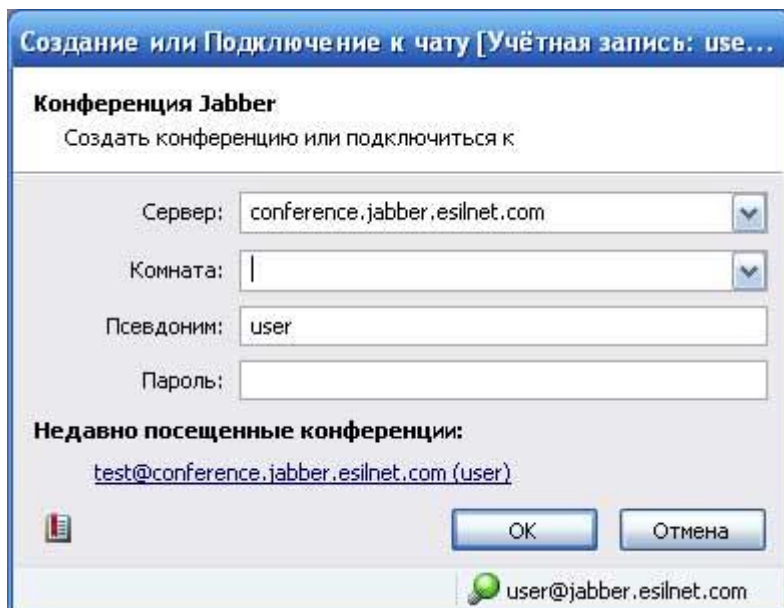 Создание или Подключение к чату [Учётная запись: use...
Конференция Jabber
Создать конференцию или подключиться к
Сервер: conference.jabber.esilnet.com
Комната:
Псевдоним: user
Пароль:
Недавно посещенные конференции:
test@conference.jabber.esilnet.com (user)
OK Отмена
user@jabber.esilnet.com